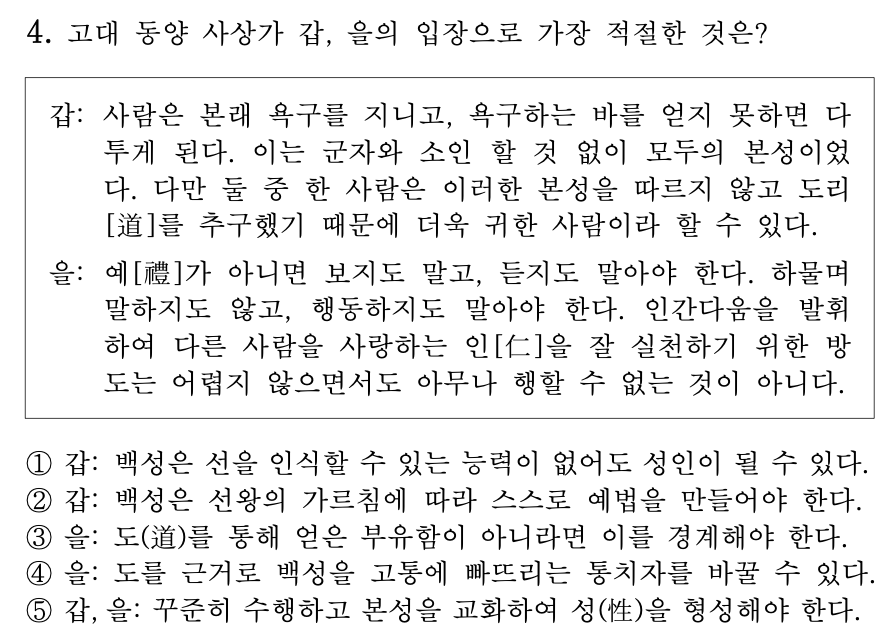 4. 고대 동양 사상가 갑, 을의 입장으로 가장 적절한 것은?
갑: 사람은 본래 욕구를 지니고, 욕구하는 바를 얻지 못하면 다
투게 된다. 이는 군자와 소인 할 것 없이 모두의 본성이었
다. 다만 둘 중 한 사람은 이러한 본성을 따르지 않고 도리
[道]를 추구했기 때문에 더욱 귀한 사람이라 할 수 있다.
을: 예[禮]가 아니면 보지도 말고, 듣지도 말아야 한다. 하물며
말하지도 않고, 행동하지도 말아야 한다. 인간다움을 발휘
하여 다른 사람을 사랑하는 인[仁]을 잘 실천하기 위한 방
도는 어렵지 않으면서도 아무나 행할 수 없는 것이 아니다.
① 갑: 백성은 선을 인식할 수 있는 능력이 없어도 성인이 될 수 있다.
② 갑: 백성은 선왕의 가르침에 따라 스스로 예법을 만들어야 한다.
③ 을: 도(道)를 통해 얻은 부유함이 아니라면 이를 경계해야 한다.
④ 을: 도를 근거로 백성을 고통에 빠뜨리는 통치자를 바꿀 수 있다.
⑤ 갑, 을: 꾸준히 수행하고 본성을 교화하여 성(性)을 형성해야 한다.